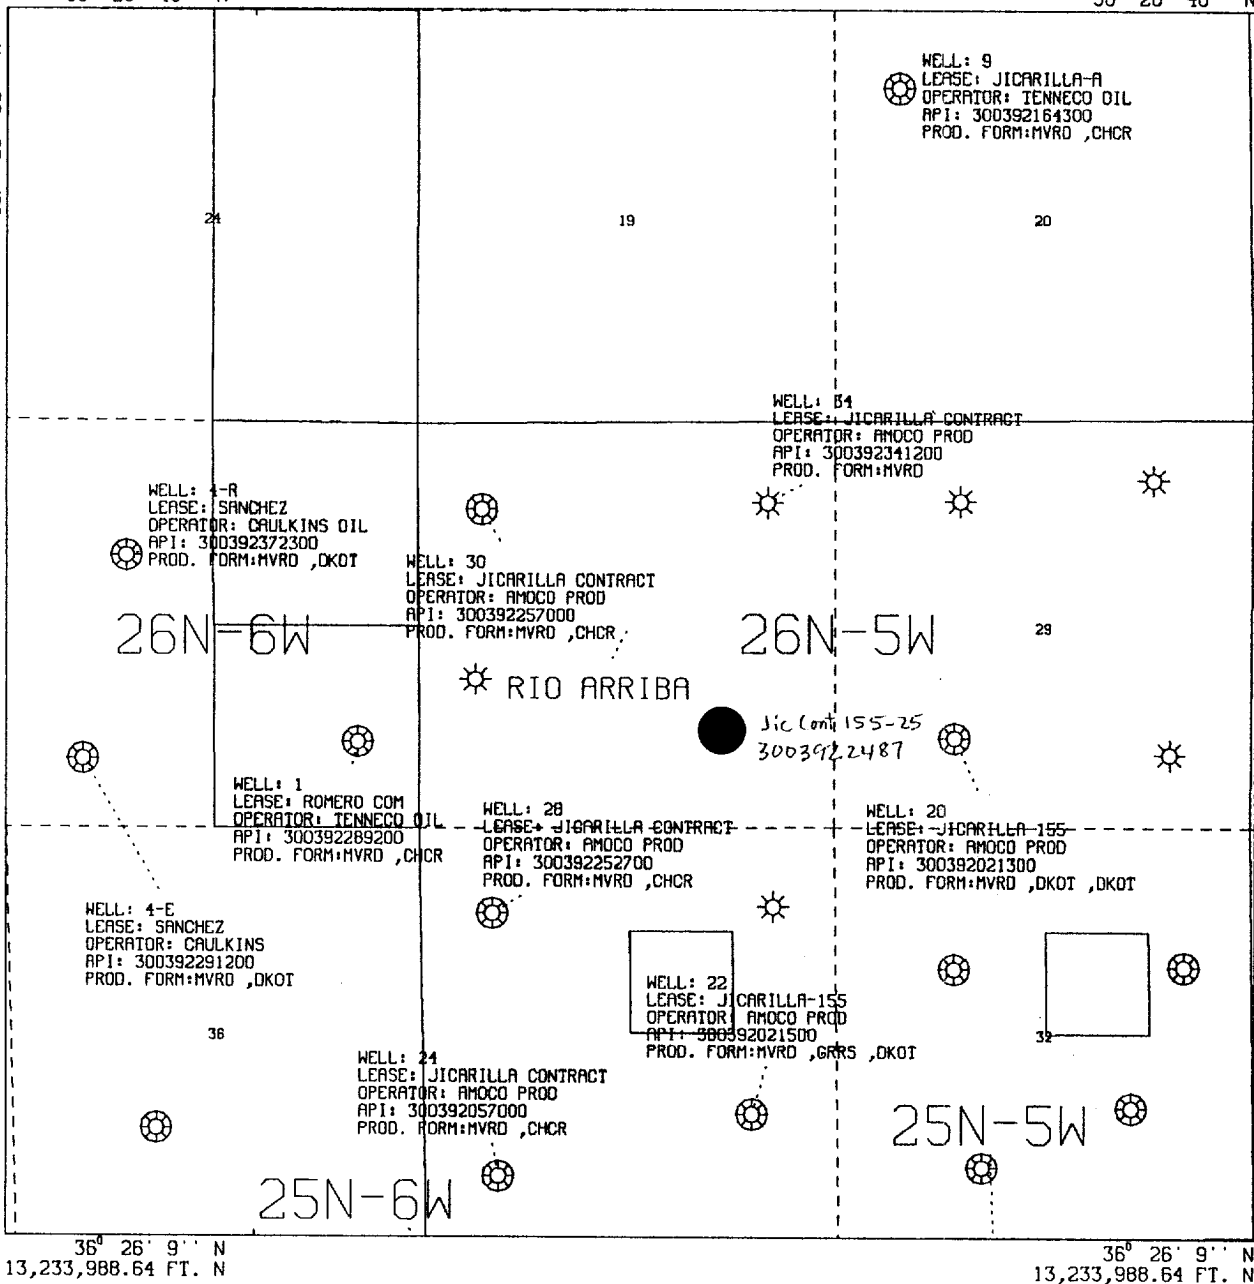 WELL: 9
LEASE: JICARILLA-A
OPERATOR: TENNECO OIL
API: 300392164300
PROD. FORM:MVRD ,CHCR
24
19
20
WELL: 54
LEASE: JICARILLA CONTRACT
OPERATOR: AMOCO PROD
API: 300392341200
PROD. FORM:MVRD
WELL: 4-R
LEASE: SANCHEZ
OPERATOR: CAULKINS OIL
API: 300392372300
PROD. FORM:MVRD ,DKOT
WELL: 30
LEASE: JICARILLA CONTRACT
OPERATOR: AMOCO PROD
API: 300392257000
PROD. FORM:MVRD ,CHCR
26N-6W
26N-5W
29
RIO ARRIBA
Jic Cont 155-25
3003922487
WELL: 1
LEASE: ROMERO COM
OPERATOR: TENNECO OIL
API: 300392289200
PROD. FORM:MVRD ,CHCR
WELL: 28
LEASE: JICARILLA CONTRACT
OPERATOR: AMOCO PROD
API: 300392252700
PROD. FORM:MVRD ,CHCR
WELL: 20
LEASE: JICARILLA-155
OPERATOR: AMOCO PROD
API: 300392021300
PROD. FORM:MVRD ,DKOT ,DKOT
WELL: 4-E
LEASE: SANCHEZ
OPERATOR: CAULKINS
API: 300392291200
PROD. FORM:MVRD ,DKOT
36
WELL: 22
LEASE: JICARILLA-155
OPERATOR: AMOCO PROD
API: 300392021500
PROD. FORM:MVRD ,GRRS ,DKOT
32
WELL: 24
LEASE: JICARILLA CONTRACT
OPERATOR: AMOCO PROD
API: 300392057000
PROD. FORM:MVRD ,CHCR
25N-5W
25N-6W
36° 26' 9'' N
13,233,988.64 FT. N
36° 26' 9'' N
13,233,988.64 FT. N